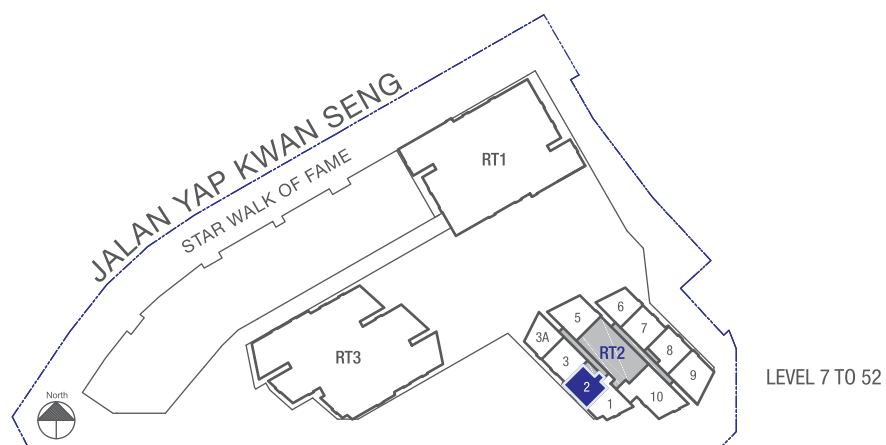 JALAN YAP KWAN SENG
STAR WALK OF FAME
RT1
RT3
RT2
6
5
7
3A
8
3
9
2
10
1
LEVEL 7 TO 52
North